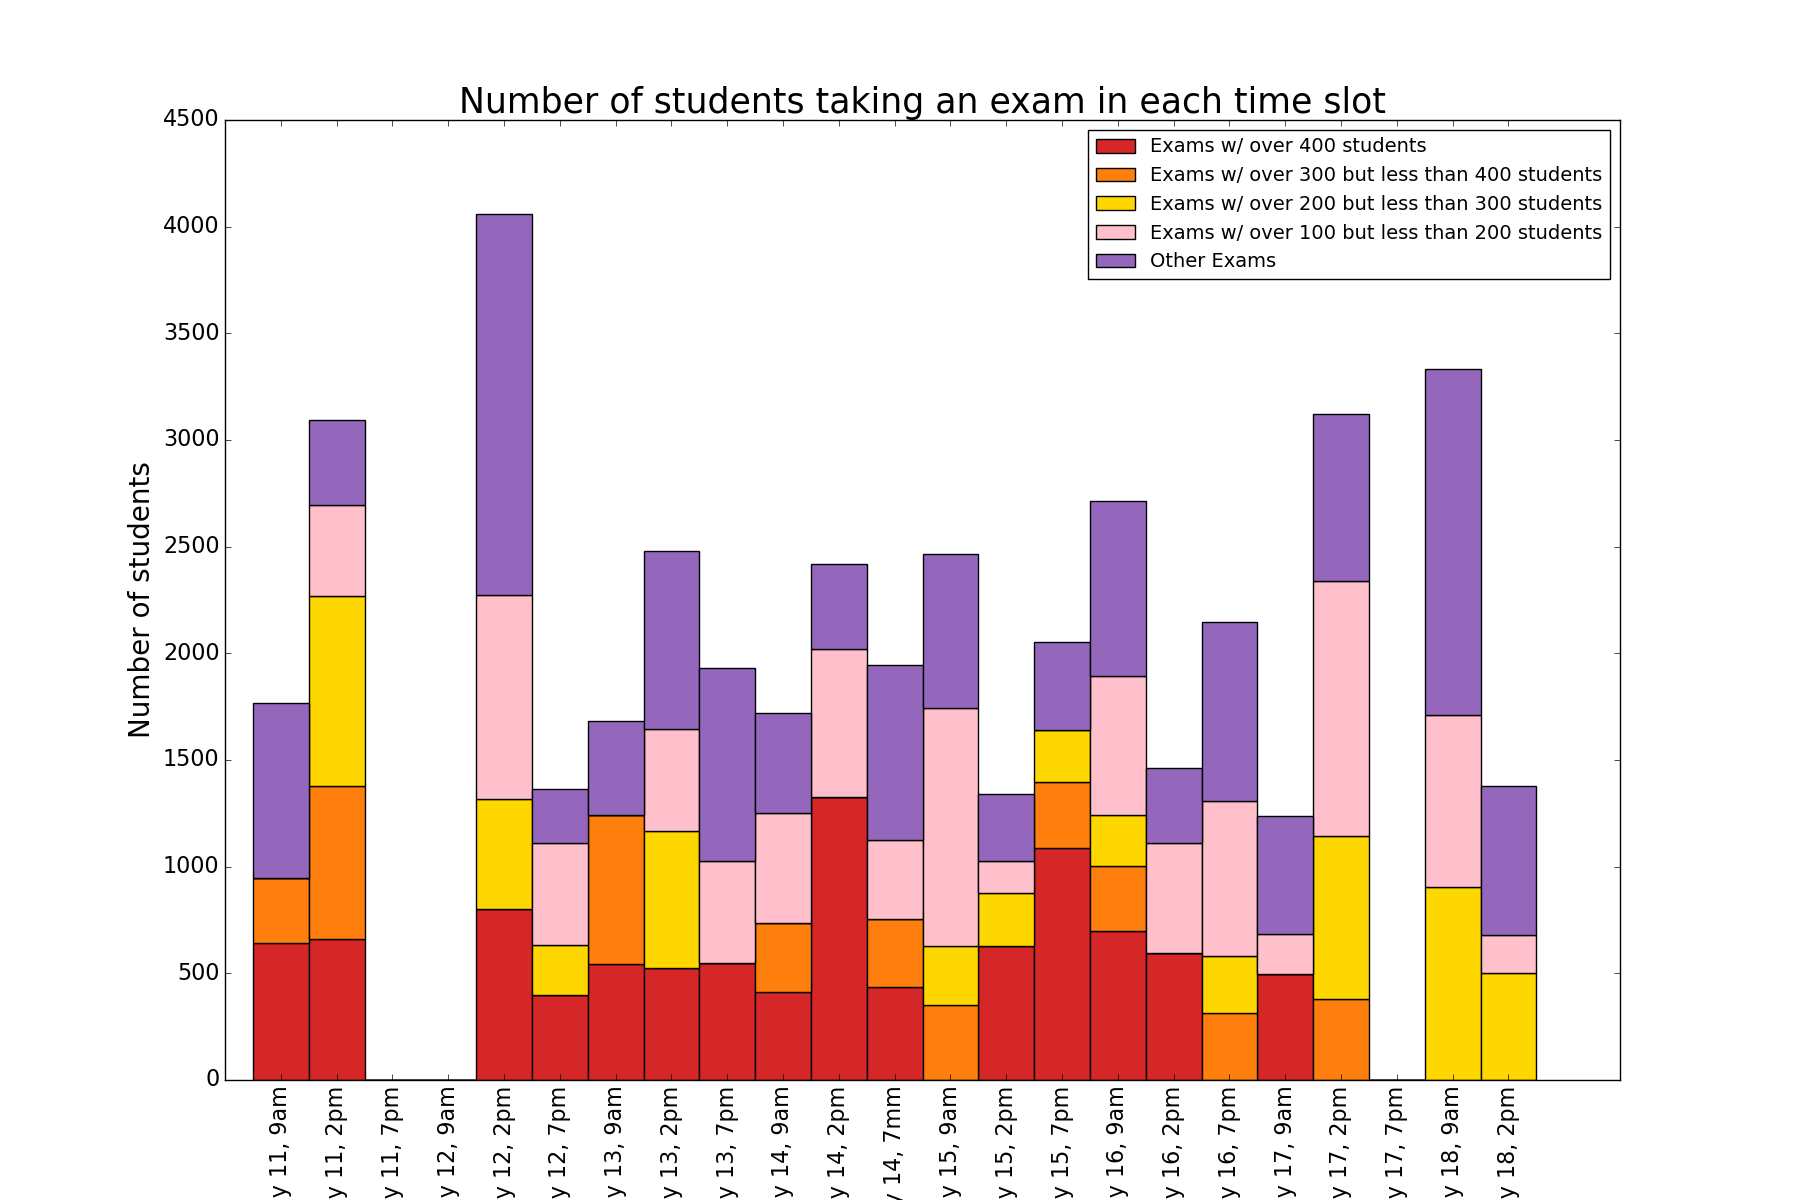 Number of students taking an exam in each time slot
Exams w/ over 400 students
Exams w/ over 300 but less than 400 students
Exams w/ over 200 but less than 300 students
Exams w/ over 100 but less than 200 students
Other Exams
Number of students
4500
4000
3500
3000
2500
2000
1500
1000
500
0
y 11, 9am
y 11, 2pm
y 11, 7pm
y 12, 9am
y 12, 2pm
y 12, 7pm
y 13, 9am
y 13, 2pm
y 13, 7pm
y 14, 9am
y 14, 2pm
y 14, 7mm
y 15, 9am
y 15, 2pm
y 15, 7pm
y 16, 9am
y 16, 2pm
y 16, 7pm
y 17, 9am
y 17, 2pm
y 17, 7pm
y 18, 9am
y 18, 2pm